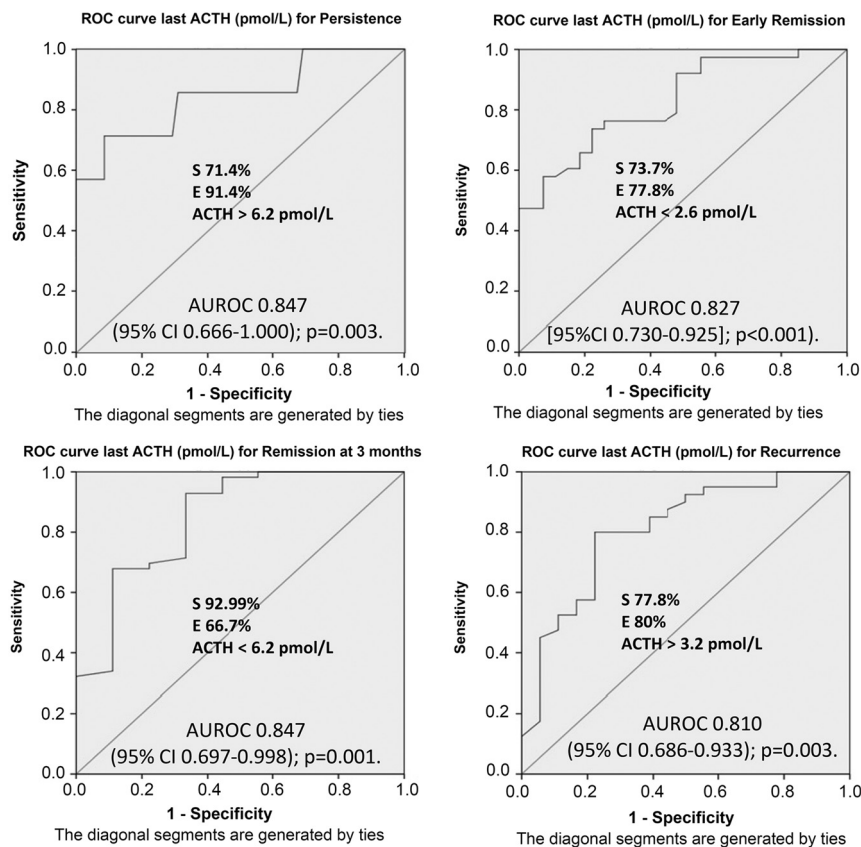 ROC curve last ACTH (pmol/L) for Persistence
1.0
0.8
0.6
0.4
0.2
0.0
Sensitivity
S 71.4%
E 91.4%
ACTH > 6.2 pmol/L
AUROC 0.847
(95% CI 0.666-1.000); p=0.003.
0.0 0.2 0.4 0.6 0.8 1.0
1 - Specificity
The diagonal segments are generated by ties
ROC curve last ACTH (pmol/L) for Early Remission
1.0
0.8
0.6
0.4
0.2
0.0
Sensitivity
S 73.7%
E 77.8%
ACTH < 2.6 pmol/L
AUROC 0.827
[95%CI 0.730-0.925]; p<0.001).
0.0 0.2 0.4 0.6 0.8 1.0
1 - Specificity
The diagonal segments are generated by ties
ROC curve last ACTH (pmol/L) for Remission at 3 months
1.0
0.8
0.6
0.4
0.2
0.0
Sensitivity
S 92.99%
E 66.7%
ACTH < 6.2 pmol/L
AUROC 0.847
(95% CI 0.697-0.998); p=0.001.
0.0 0.2 0.4 0.6 0.8 1.0
1 - Specificity
The diagonal segments are generated by ties
ROC curve last ACTH (pmol/L) for Recurrence
1.0
0.8
0.6
0.4
0.2
0.0
Sensitivity
S 77.8%
E 80%
ACTH > 3.2 pmol/L
AUROC 0.810
(95% CI 0.686-0.933); p=0.003.
0.0 0.2 0.4 0.6 0.8 1.0
1 - Specificity
The diagonal segments are generated by ties